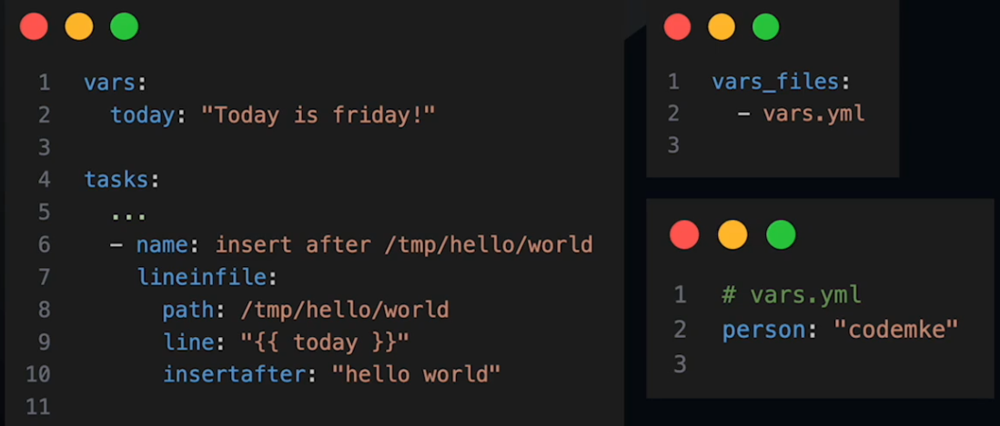 1 vars:
2   today: "Today is friday!"
3
4 tasks:
5   ...
6   - name: insert after /tmp/hello/world
7     lineinfile:
8       path: /tmp/hello/world
9       line: "{{ today }}"
10       insertafter: "hello world"
11
1 vars_files:
2   - vars.yml
3
1 # vars.yml
2 person: "codemke"
3